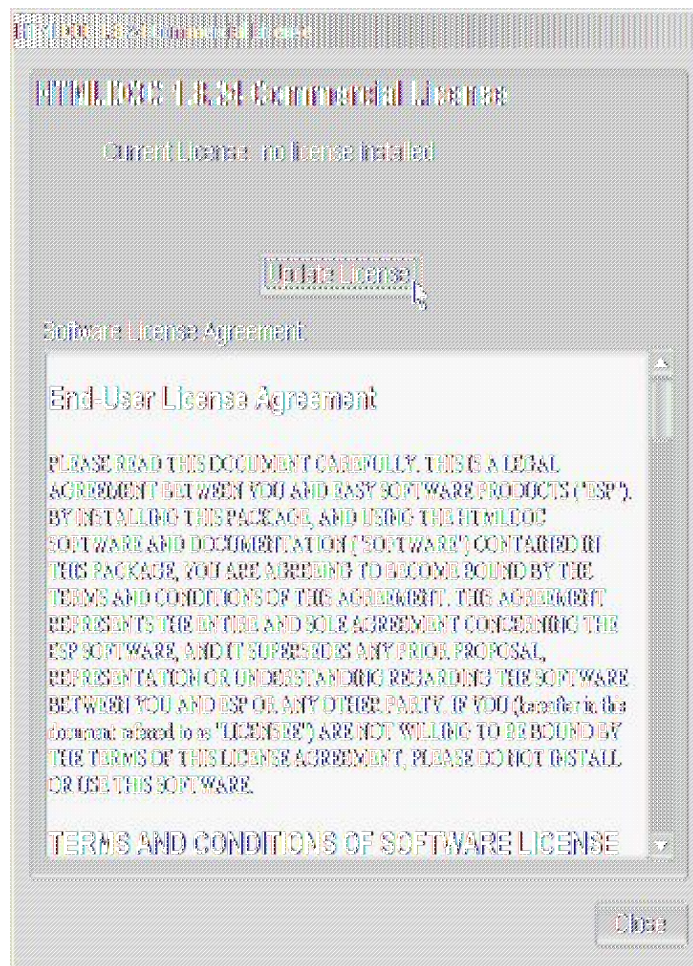 Commercial License
HTMLDOC 1.8.24 Commercial License
Current License: no license installed
Update License
Software License Agreement:
End-User License Agreement
PLEASE READ THIS DOCUMENT CAREFULLY. THIS IS A LEGAL
AGREEMENT BETWEEN YOU AND EASY SOFTWARE PRODUCTS ("ESP").
BY INSTALLING THIS PACKAGE, AND USING THE HTMLDOC
SOFTWARE AND DOCUMENTATION ("SOFTWARE") CONTAINED IN
THIS PACKAGE, YOU ARE AGREEING TO BECOME BOUND BY THE
TERMS AND CONDITIONS OF THIS AGREEMENT. THIS AGREEMENT
REPRESENTS THE ENTIRE AND SOLE AGREEMENT CONCERNING THE
ESP SOFTWARE, AND IT SUPERSEDES ANY PRIOR PROPOSAL,
REPRESENTATION OR UNDERSTANDING REGARDING THE SOFTWARE
BETWEEN YOU AND ESP OR ANY OTHER PARTY. IF YOU (hereafter in this
document referred to as "LICENSEE") ARE NOT WILLING TO BE BOUND BY
THE TERMS OF THIS LICENSE AGREEMENT, PLEASE DO NOT INSTALL
OR USE THIS SOFTWARE.
TERMS AND CONDITIONS OF SOFTWARE LICENSE
Close